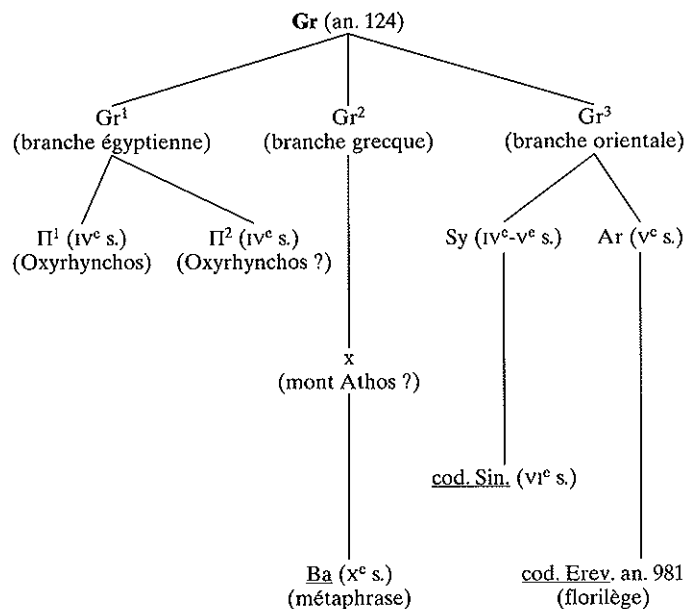 Gr (an. 124)
Gr¹ Gr² Gr³
(branche égyptienne) (branche grecque) (branche orientale)
Π¹ (IVᵉ s.) Π² (IVᵉ s.) Sy (IVᵉ-Vᵉ s.) Ar (Vᵉ s.)
(Oxyrhynchos) (Oxyrhynchos ?)
x
(mont Athos ?)
cod. Sin. (VIᵉ s.)
Ba (Xᵉ s.) cod. Erev. an. 981
(métaphrase) (florilège)